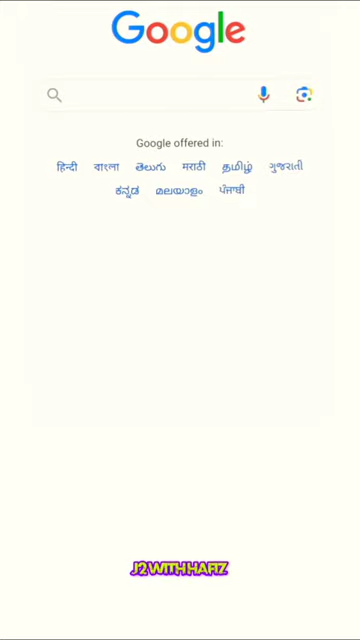 Google
Google offered in:
हिन्दी বাংলা తెలుగు मराठी தமிழ் ગુજરાતી
ಕನ್ನಡ മലയാളം ਪੰਜਾਬੀ
J2 WITH HAFIZ